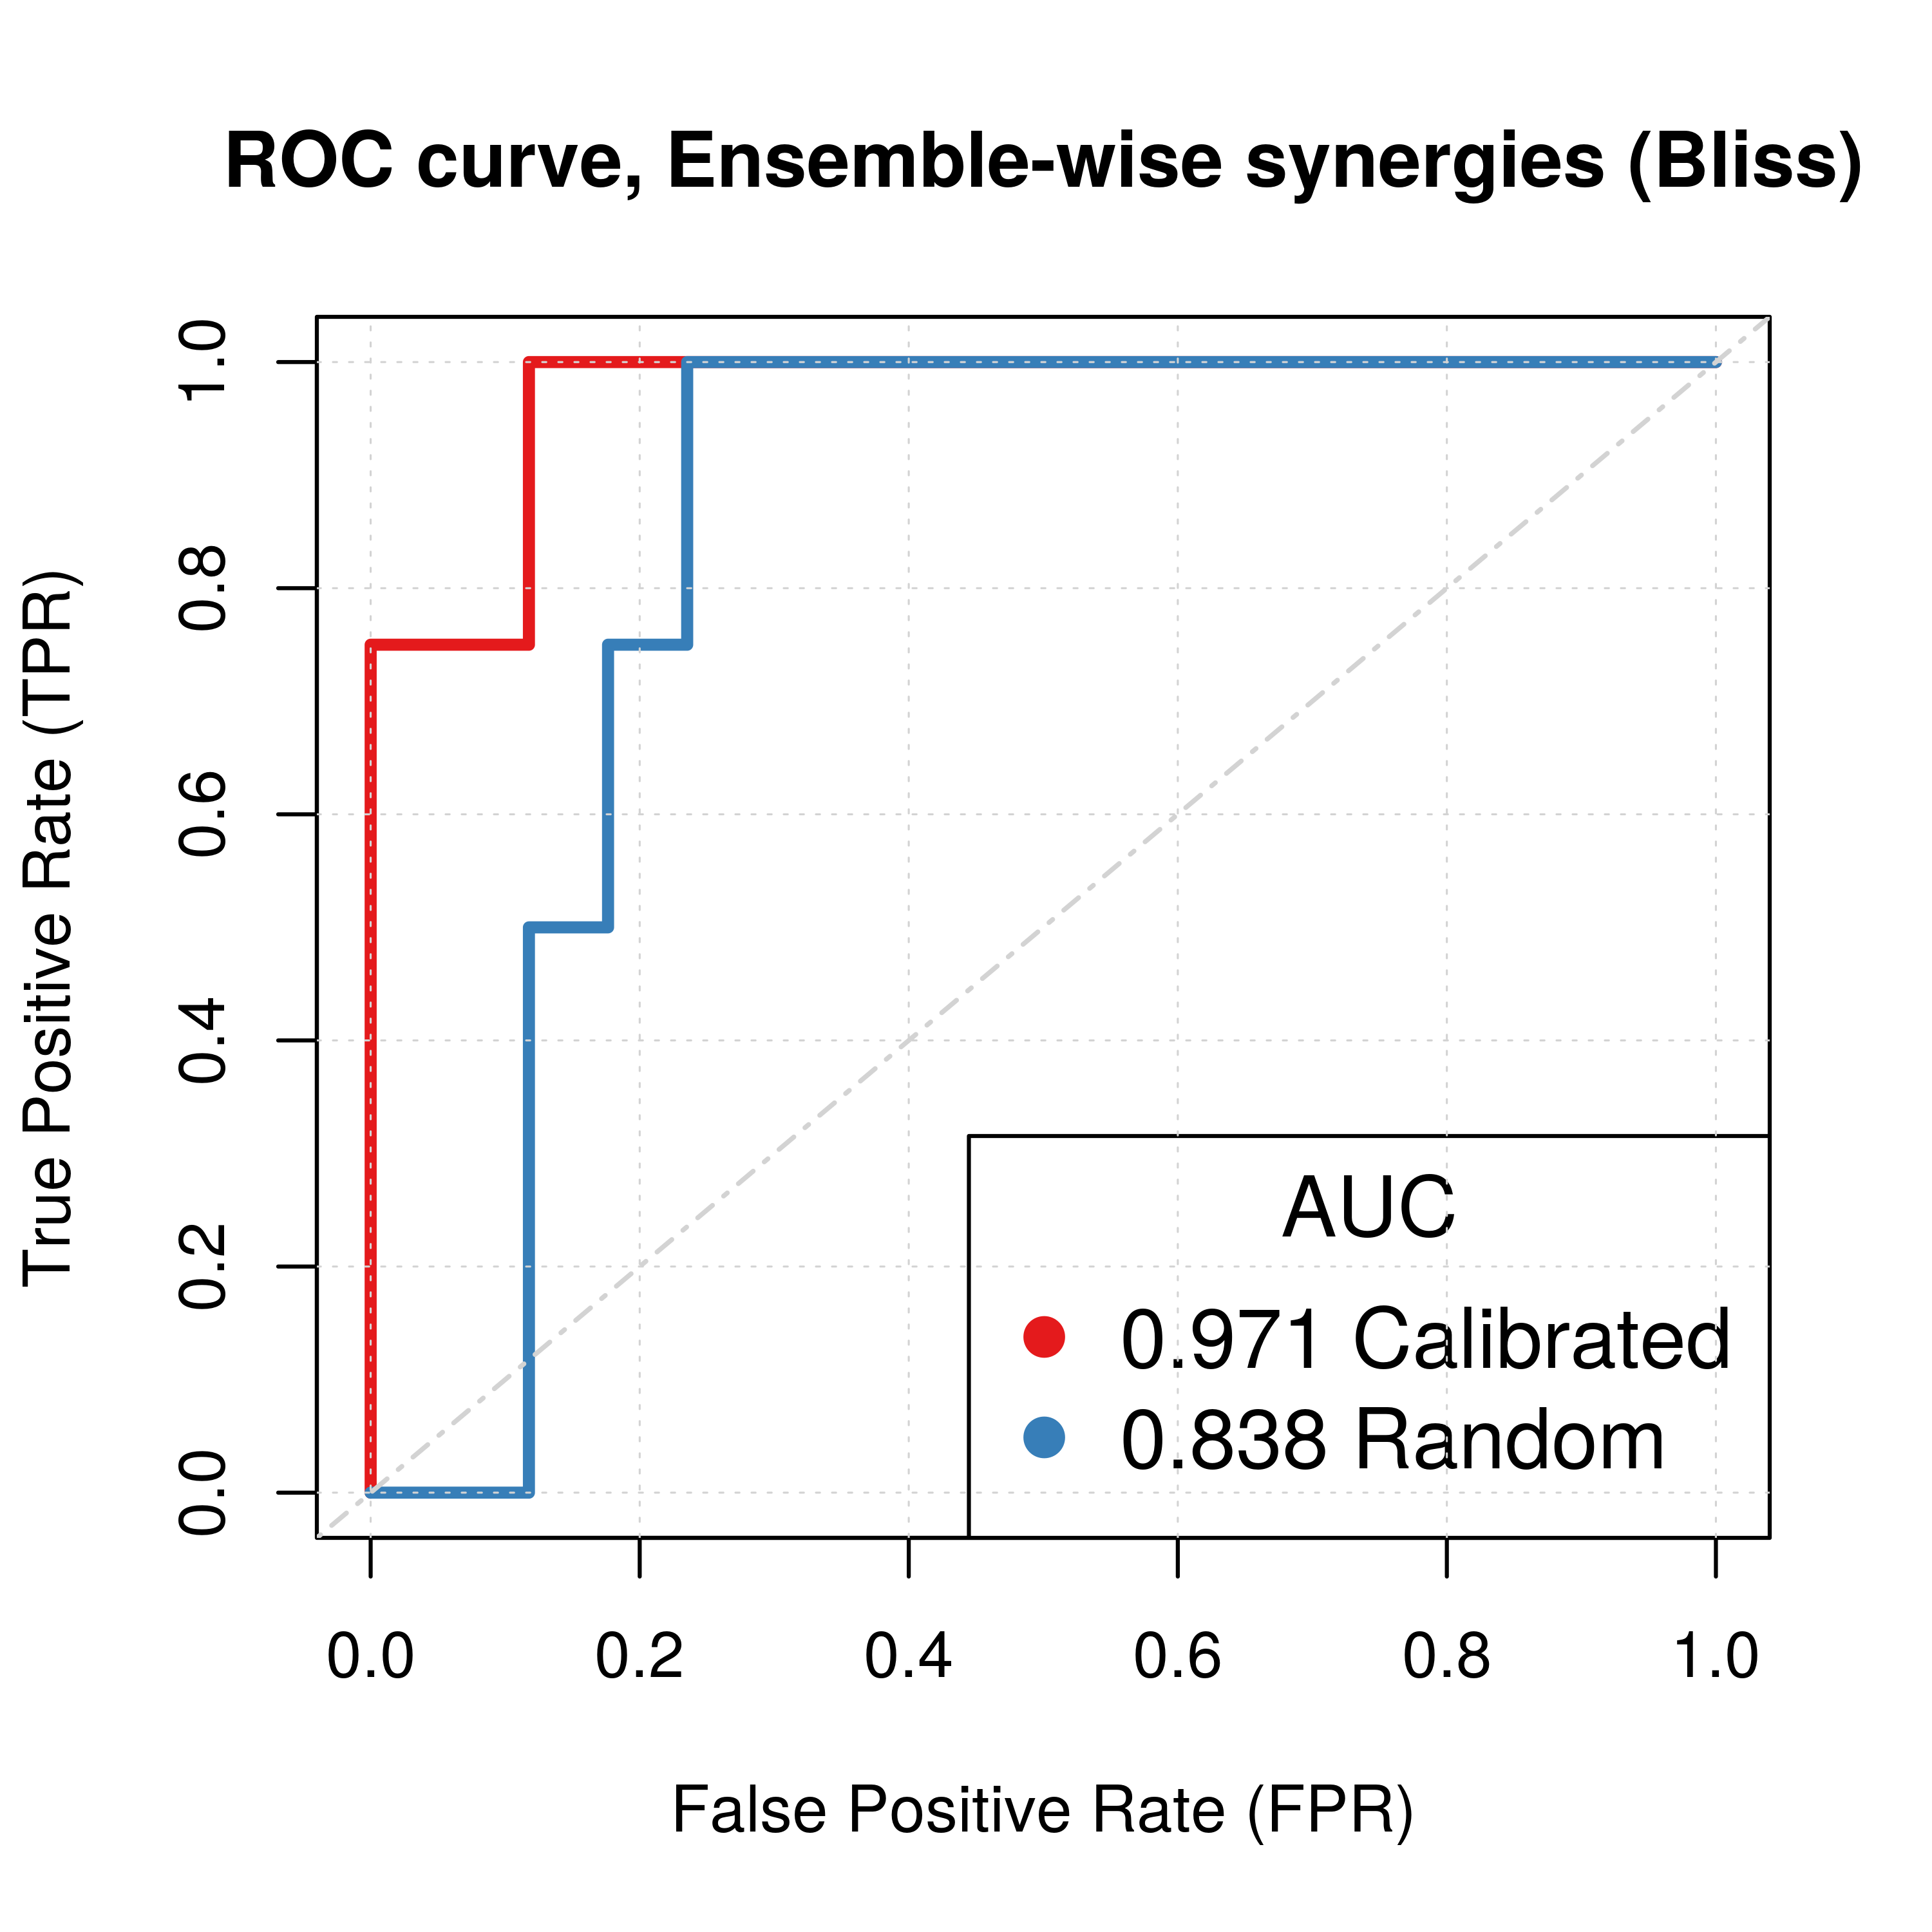 ROC curve, Ensemble-wise synergies (Bliss)
True Positive Rate (TPR)
1.0
0.8
0.6
0.4
0.2
0.0
AUC
0.971 Calibrated
0.838 Random
0.0 0.2 0.4 0.6 0.8 1.0
False Positive Rate (FPR)